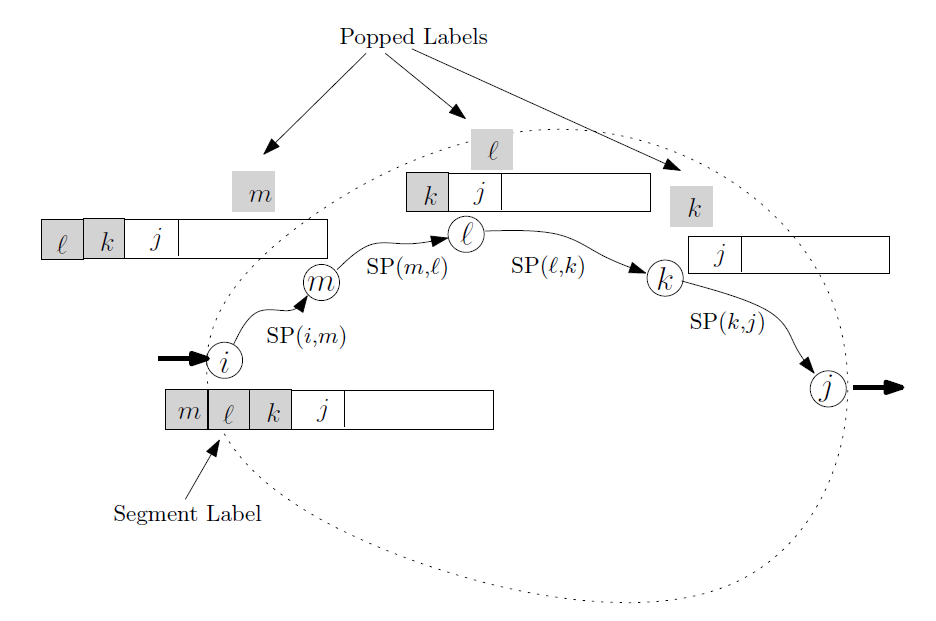 Popped Labels
ℓ
m
k
j
k
ℓ
k
j
j
ℓ
SP(m,ℓ)
SP(ℓ,k)
m
k
SP(i,m)
SP(k,j)
i
j
m ℓ k j
Segment Label